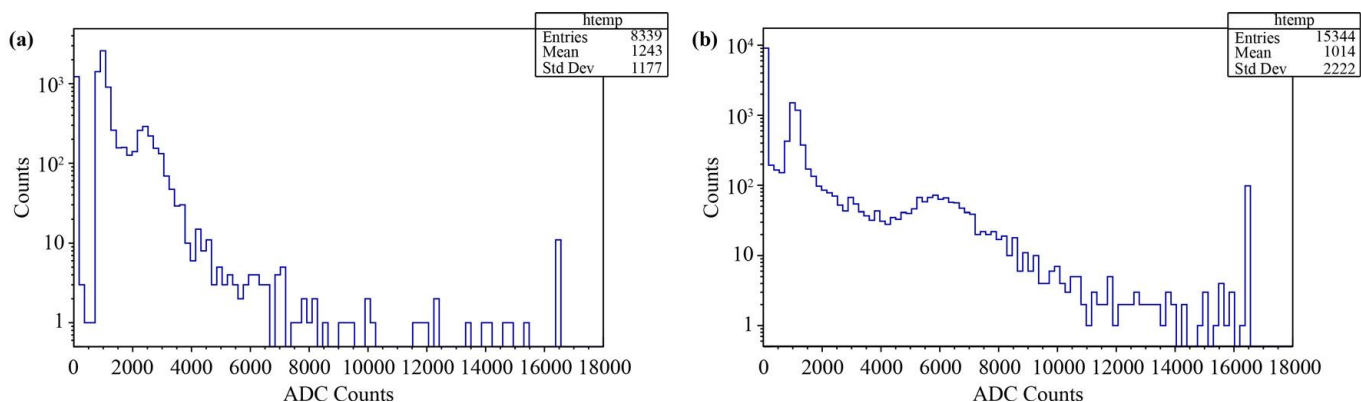 (a)
htemp
Entries 8339
Mean 1243
Std Dev 1177
10³
10²
10
1
Counts
0 2000 4000 6000 8000 10000 12000 14000 16000 18000
ADC Counts
(b)
htemp
Entries 15344
Mean 1014
Std Dev 2222
10⁴
10³
10²
10
1
Counts
0 2000 4000 6000 8000 10000 12000 14000 16000 18000
ADC Counts